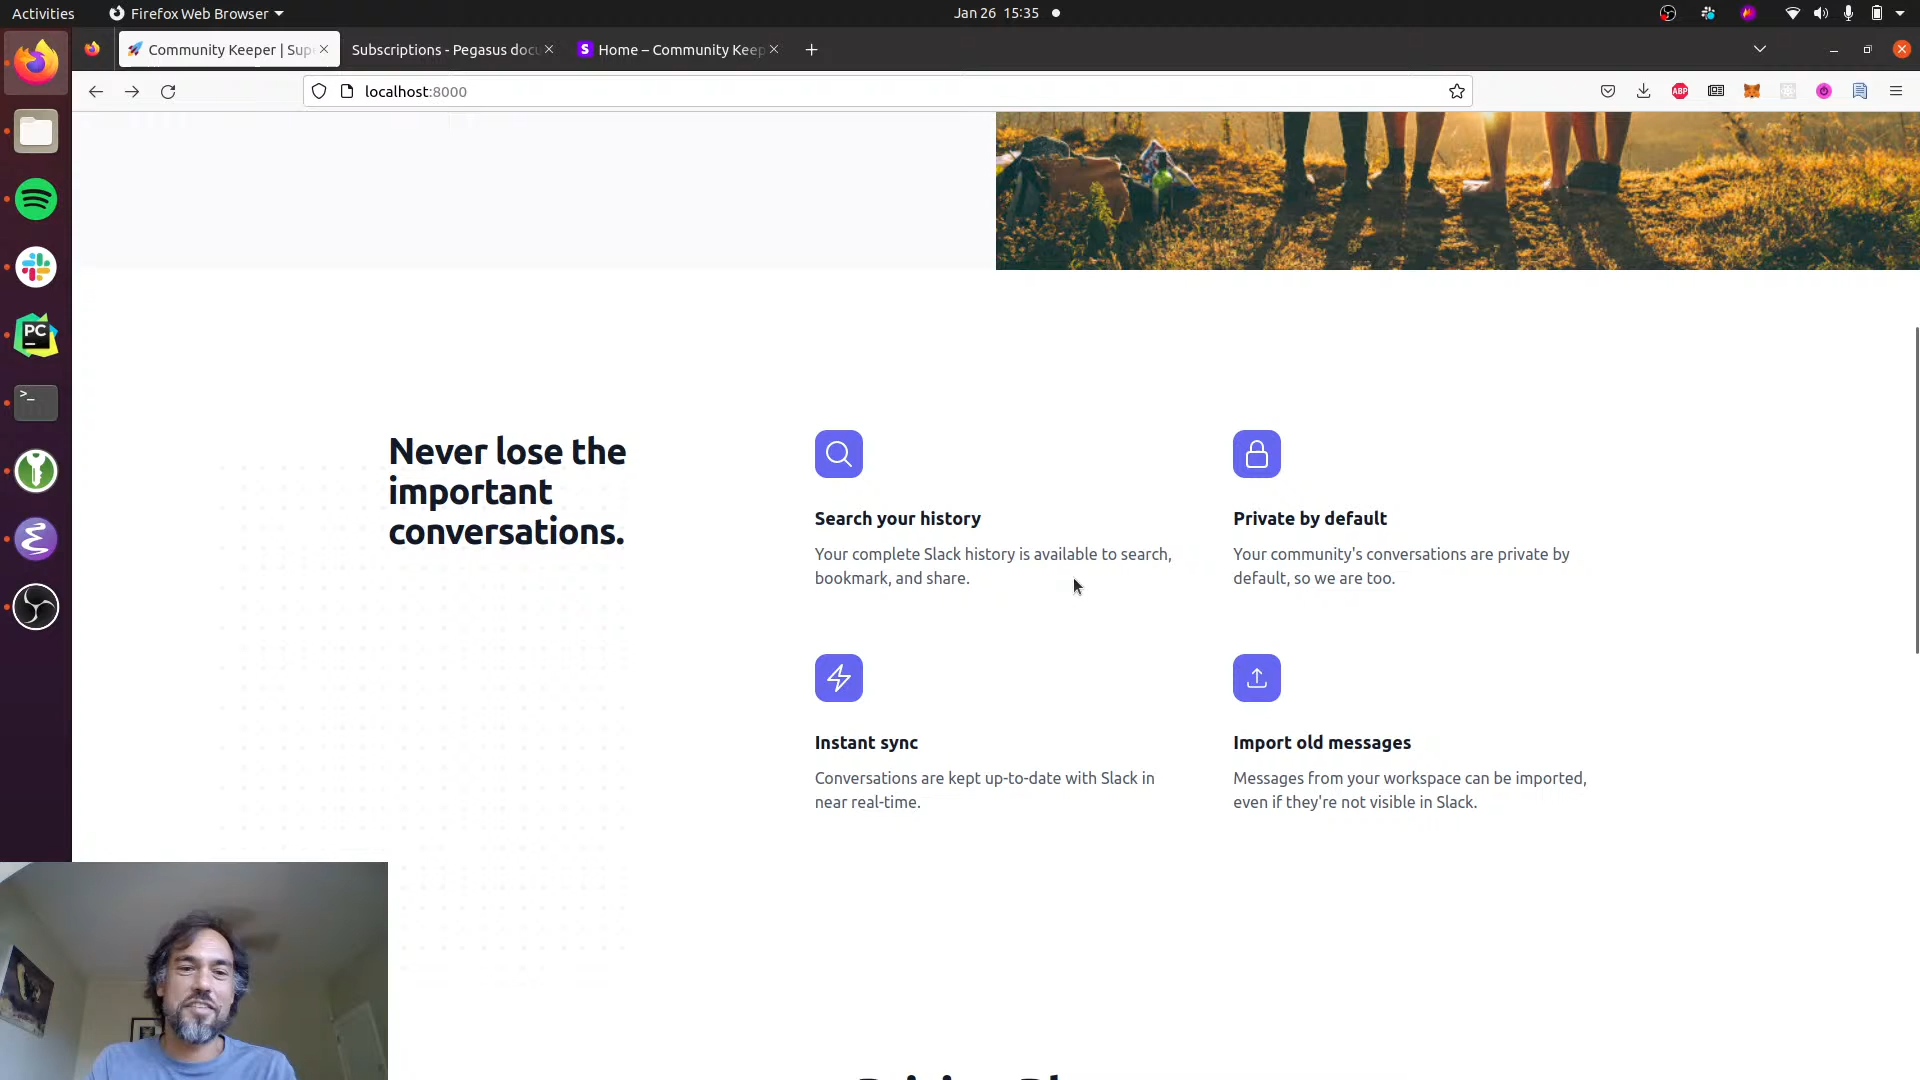 Activities
Firefox Web Browser
Jan 26 15:35
Community Keeper | Sup
Subscriptions - Pegasus docu
S
Home – Community Keep
localhost:8000
ABP
PC
>_
Never lose the
important
conversations.
Search your history
Your complete Slack history is available to search,
bookmark, and share.
Private by default
Your community's conversations are private by
default, so we are too.
Instant sync
Conversations are kept up-to-date with Slack in
near real-time.
Import old messages
Messages from your workspace can be imported,
even if they're not visible in Slack.